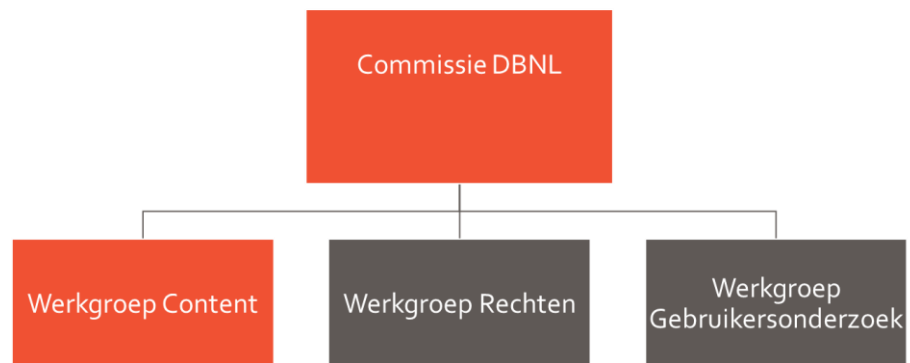 Commissie DBNL
Werkgroep Content
Werkgroep Rechten
Werkgroep
Gebruikersonderzoek